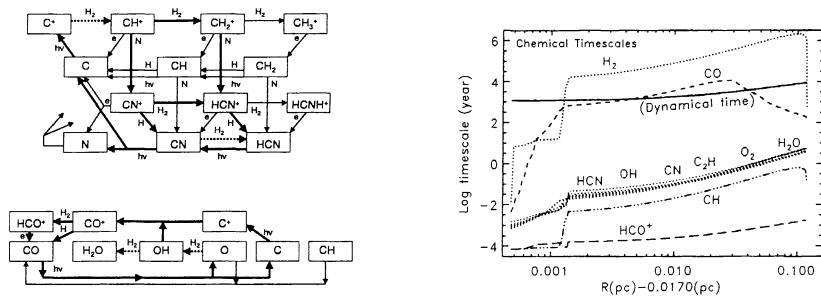 C⁺ H₂ CH⁺ H₂ CH₂⁺ H₂ CH₃⁺
hν e N e N e
C H CH H CH₂
hν hν
N N
CN⁺ H₂ HCN⁺ H₂ HCNH⁺
e H e H e
H₂
N CN HCN
hν hν
HCO⁺ H₂ CO⁺ C⁺
e H hν
CO H₂O H₂ OH H₂ O C CH
hν
Chemical Timescales
H₂
CO
(Dynamical time)
HCN OH CN C₂H O₂ H₂O
CH
HCO⁺
Log timescale (year)
6
4
2
0
−2
−4
0.001 0.010 0.100
R(pc)−0.0170(pc)